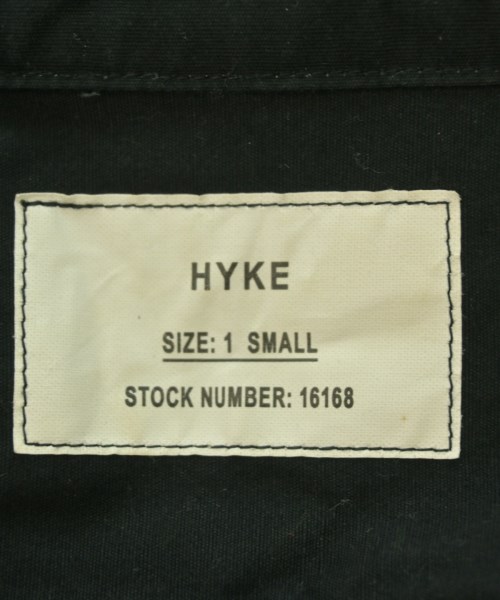 HYKE
SIZE: 1 SMALL
STOCK NUMBER: 16168